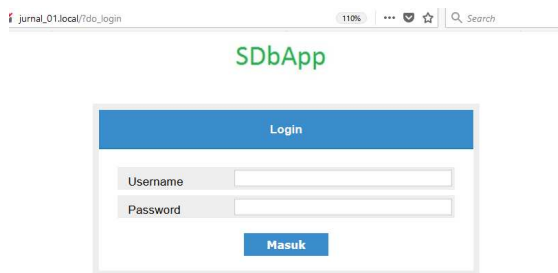 jurnal_01.local/?do_login 110% ••• Search
SDbApp
Login
Username
Password
Masuk